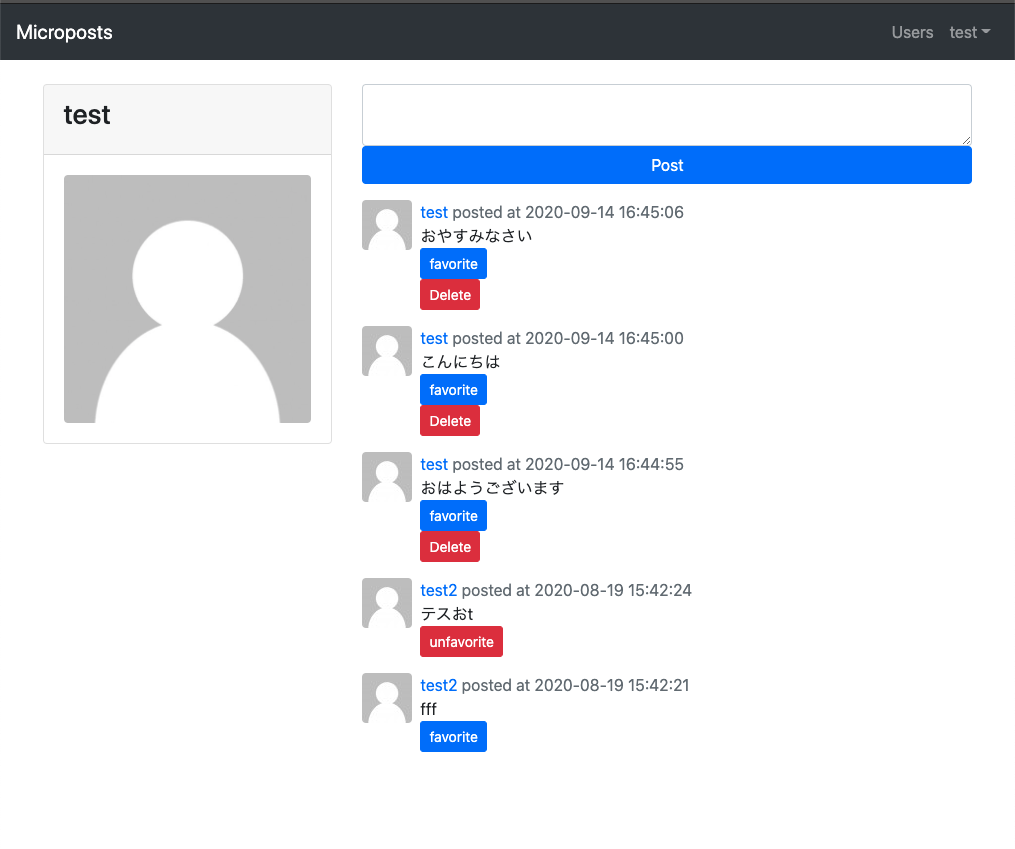 Microposts
Users test
test
Post
test posted at 2020-09-14 16:45:06
おやすみなさい
favorite
Delete
test posted at 2020-09-14 16:45:00
こんにちは
favorite
Delete
test posted at 2020-09-14 16:44:55
おはようございます
favorite
Delete
test2 posted at 2020-08-19 15:42:24
テスおt
unfavorite
test2 posted at 2020-08-19 15:42:21
fff
favorite